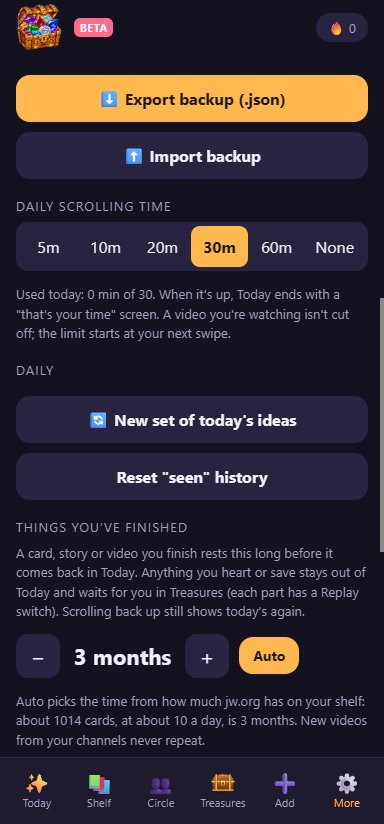 BETA
0
Export backup (.json)
Import backup
DAILY SCROLLING TIME
5m 10m 20m 30m 60m None
Used today: 0 min of 30. When it's up, Today ends with a
"that's your time" screen. A video you're watching isn't cut
off; the limit starts at your next swipe.
DAILY
New set of today's ideas
Reset "seen" history
THINGS YOU'VE FINISHED
A card, story or video you finish rests this long before it
comes back in Today. Anything you heart or save stays out of
Today and waits for you in Treasures (each part has a Replay
switch). Scrolling back up still shows today's again.
– 3 months + Auto
Auto picks the time from how much jw.org has on your shelf:
about 1014 cards, at about 10 a day, is 3 months. New videos
from your channels never repeat.
Today Shelf Circle Treasures Add More